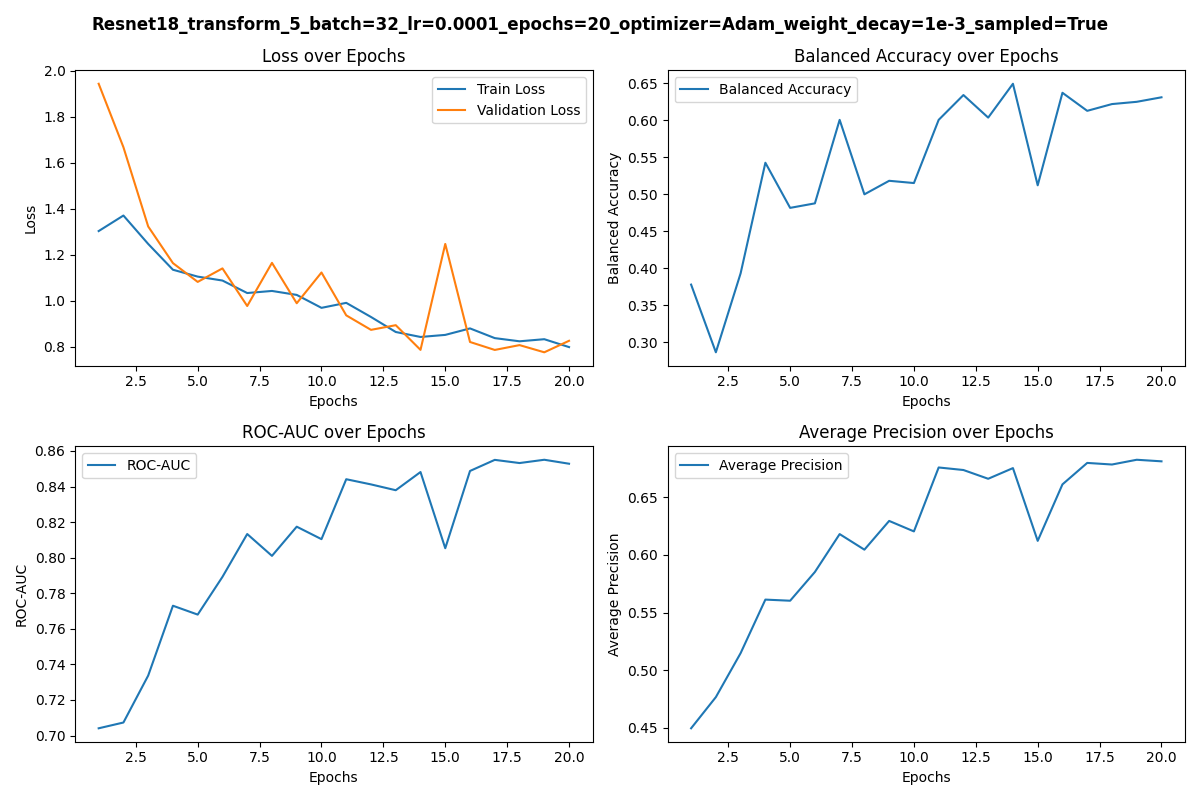 Resnet18_transform_5_batch=32_lr=0.0001_epochs=20_optimizer=Adam_weight_decay=1e-3_sampled=True
Loss over Epochs
Train Loss
Validation Loss
Loss
2.0
1.8
1.6
1.4
1.2
1.0
0.8
2.5 5.0 7.5 10.0 12.5 15.0 17.5 20.0
Epochs
Balanced Accuracy over Epochs
Balanced Accuracy
Balanced Accuracy
0.65
0.60
0.55
0.50
0.45
0.40
0.35
0.30
2.5 5.0 7.5 10.0 12.5 15.0 17.5 20.0
Epochs
ROC-AUC over Epochs
ROC-AUC
ROC-AUC
0.86
0.84
0.82
0.80
0.78
0.76
0.74
0.72
0.70
2.5 5.0 7.5 10.0 12.5 15.0 17.5 20.0
Epochs
Average Precision over Epochs
Average Precision
Average Precision
0.65
0.60
0.55
0.50
0.45
2.5 5.0 7.5 10.0 12.5 15.0 17.5 20.0
Epochs